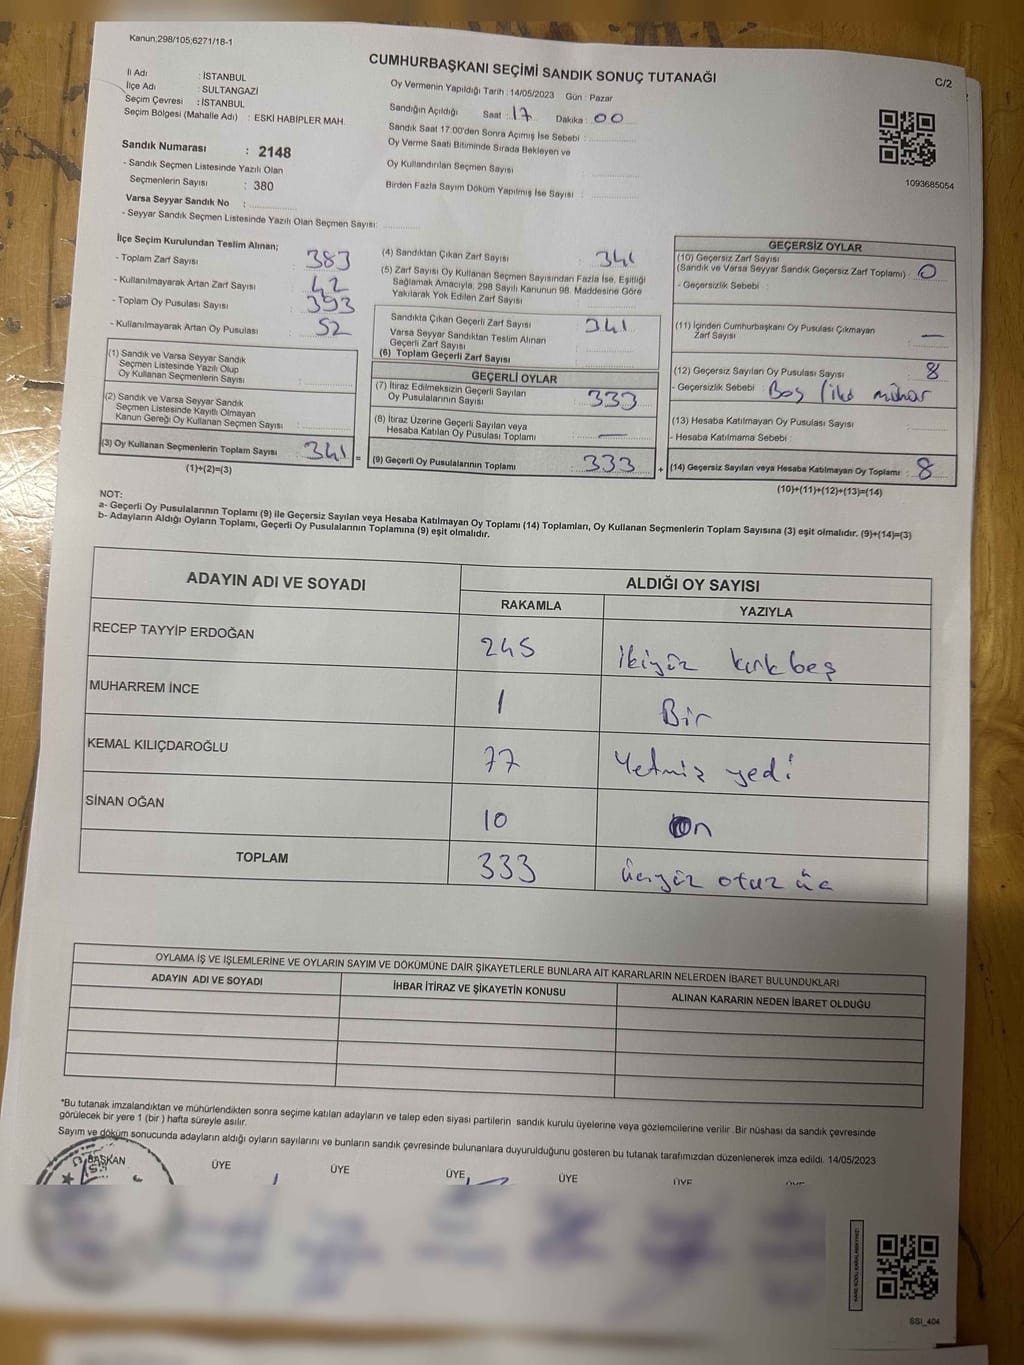 Kanun,298/105,6271/18-1
CUMHURBAŞKANI SEÇİMİ SANDIK SONUÇ TUTANAĞI
C/2
İl Adı : İSTANBUL
İlçe Adı : SULTANGAZİ
Seçim Çevresi : İSTANBUL
Seçim Bölgesi (Mahalle Adı) : ESKİ HABİPLER MAH.
Oy Vermenin Yapıldığı Tarih : 14/05/2023 Gün : Pazar
Sandığın Açıldığı Saat : 17 Dakika : 00
Sandık Saat 17:00'den Sonra Açımış İse Sebebi :
Oy Verme Saati Bitiminde Sırada Bekleyen ve
Oy Kullandırılan Seçmen Sayısı :
Birden Fazla Sayım Döküm Yapılmış İse Sayısı :
1093685054
Sandık Numarası : 2148
- Sandık Seçmen Listesinde Yazılı Olan
Seçmenlerin Sayısı : 380
Varsa Seyyar Sandık No :
- Seyyar Sandık Seçmen Listesinde Yazılı Olan Seçmen Sayısı:
İlçe Seçim Kurulundan Teslim Alınan;
- Toplam Zarf Sayısı : 383
- Kullanılmayarak Artan Zarf Sayısı : 42
- Toplam Oy Pusulası Sayısı : 393
- Kullanılmayarak Artan Oy Pusulası : 52
(1) Sandık ve Varsa Seyyar Sandık
Seçmen Listesinde Yazılı Olup
Oy Kullanan Seçmenlerin Sayısı :
(2) Sandık ve Varsa Seyyar Sandık
Seçmen Listesinde Kayıtlı Olmayan
Kanun Gereği Oy Kullanan Seçmen Sayısı :
(3) Oy Kullanan Seçmenlerin Toplam Sayısı : 341
(1)+(2)=(3)
(4) Sandıktan Çıkan Zarf Sayısı : 341
(5) Zarf Sayısı Oy Kullanan Seçmen Sayısından Fazla İse, Eşitliği
Sağlamak Amacıyla, 298 Sayılı Kanunun 98. Maddesine Göre
Yakılarak Yok Edilen Zarf Sayısı :
Sandıkta Çıkan Geçerli Zarf Sayısı : 341
Varsa Seyyar Sandıktan Teslim Alınan
Geçerli Zarf Sayısı :
(6) Toplam Geçerli Zarf Sayısı
GEÇERLİ OYLAR
(7) İtiraz Edilmeksizin Geçerli Sayılan
Oy Pusulalarının Sayısı : 333
(8) İtiraz Üzerine Geçerli Sayılan veya
Hesaba Katılan Oy Pusulası Toplamı : —
(9) Geçerli Oy Pusulalarının Toplamı : 333
GEÇERSİZ OYLAR
(10) Geçersiz Zarf Sayısı
(Sandık ve Varsa Seyyar Sandık Geçersiz Zarf Toplamı) : 0
- Geçersizlik Sebebi :
(11) İçinden Cumhurbaşkanı Oy Pusulası Çıkmayan
Zarf Sayısı : —
(12) Geçersiz Sayılan Oy Pusulası Sayısı : 8
- Geçersizlik Sebebi : Boş / iki mühür
(13) Hesaba Katılmayan Oy Pusulası Sayısı :
- Hesaba Katılmama Sebebi :
(14) Geçersiz Sayılan veya Hesaba Katılmayan Oy Toplamı : 8
(10)+(11)+(12)+(13)=(14)
NOT:
a- Geçerli Oy Pusulalarının Toplamı (9) ile Geçersiz Sayılan veya Hesaba Katılmayan Oy Toplamı (14) Toplamları, Oy Kullanan Seçmenlerin Toplam Sayısına (3) eşit olmalıdır. (9)+(14)=(3)
b- Adayların Aldığı Oyların Toplamı, Geçerli Oy Pusulalarının Toplamına (9) eşit olmalıdır.
ADAYIN ADI VE SOYADI
ALDIĞI OY SAYISI
RAKAMLA YAZIYLA
RECEP TAYYİP ERDOĞAN 245 ikiyüz kırk beş
MUHARREM İNCE 1 Bir
KEMAL KILIÇDAROĞLU 77 Yetmiş yedi
SİNAN OĞAN 10 On
TOPLAM 333 üçyüz otuz üç
OYLAMA İŞ VE İŞLEMLERİNE VE OYLARIN SAYIM VE DÖKÜMÜNE DAİR ŞİKAYETLERLE BUNLARA AİT KARARLARIN NELERDEN İBARET BULUNDUKLARI
ADAYIN ADI VE SOYADI İHBAR İTİRAZ VE ŞİKAYETİN KONUSU ALINAN KARARIN NEDEN İBARET OLDUĞU
*Bu tutanak imzalandıktan ve mühürlendikten sonra seçime katılan adayların ve talep eden siyasi partilerin sandık kurulu üyelerine veya gözlemcilerine verilir .Bir nüshası da sandık çevresinde
görülecek bir yere 1 (bir ) hafta süreyle asılır.
Sayım ve döküm sonucunda adayların aldığı oyların sayılarını ve bunların sandık çevresinde bulunanlara duyurulduğunu gösteren bu tutanak tarafımızdan düzenlenerek imza edildi. 14/05/2023
BAŞKAN ÜYE ÜYE ÜYE ÜYE ÜYE ÜYE
SSI_404